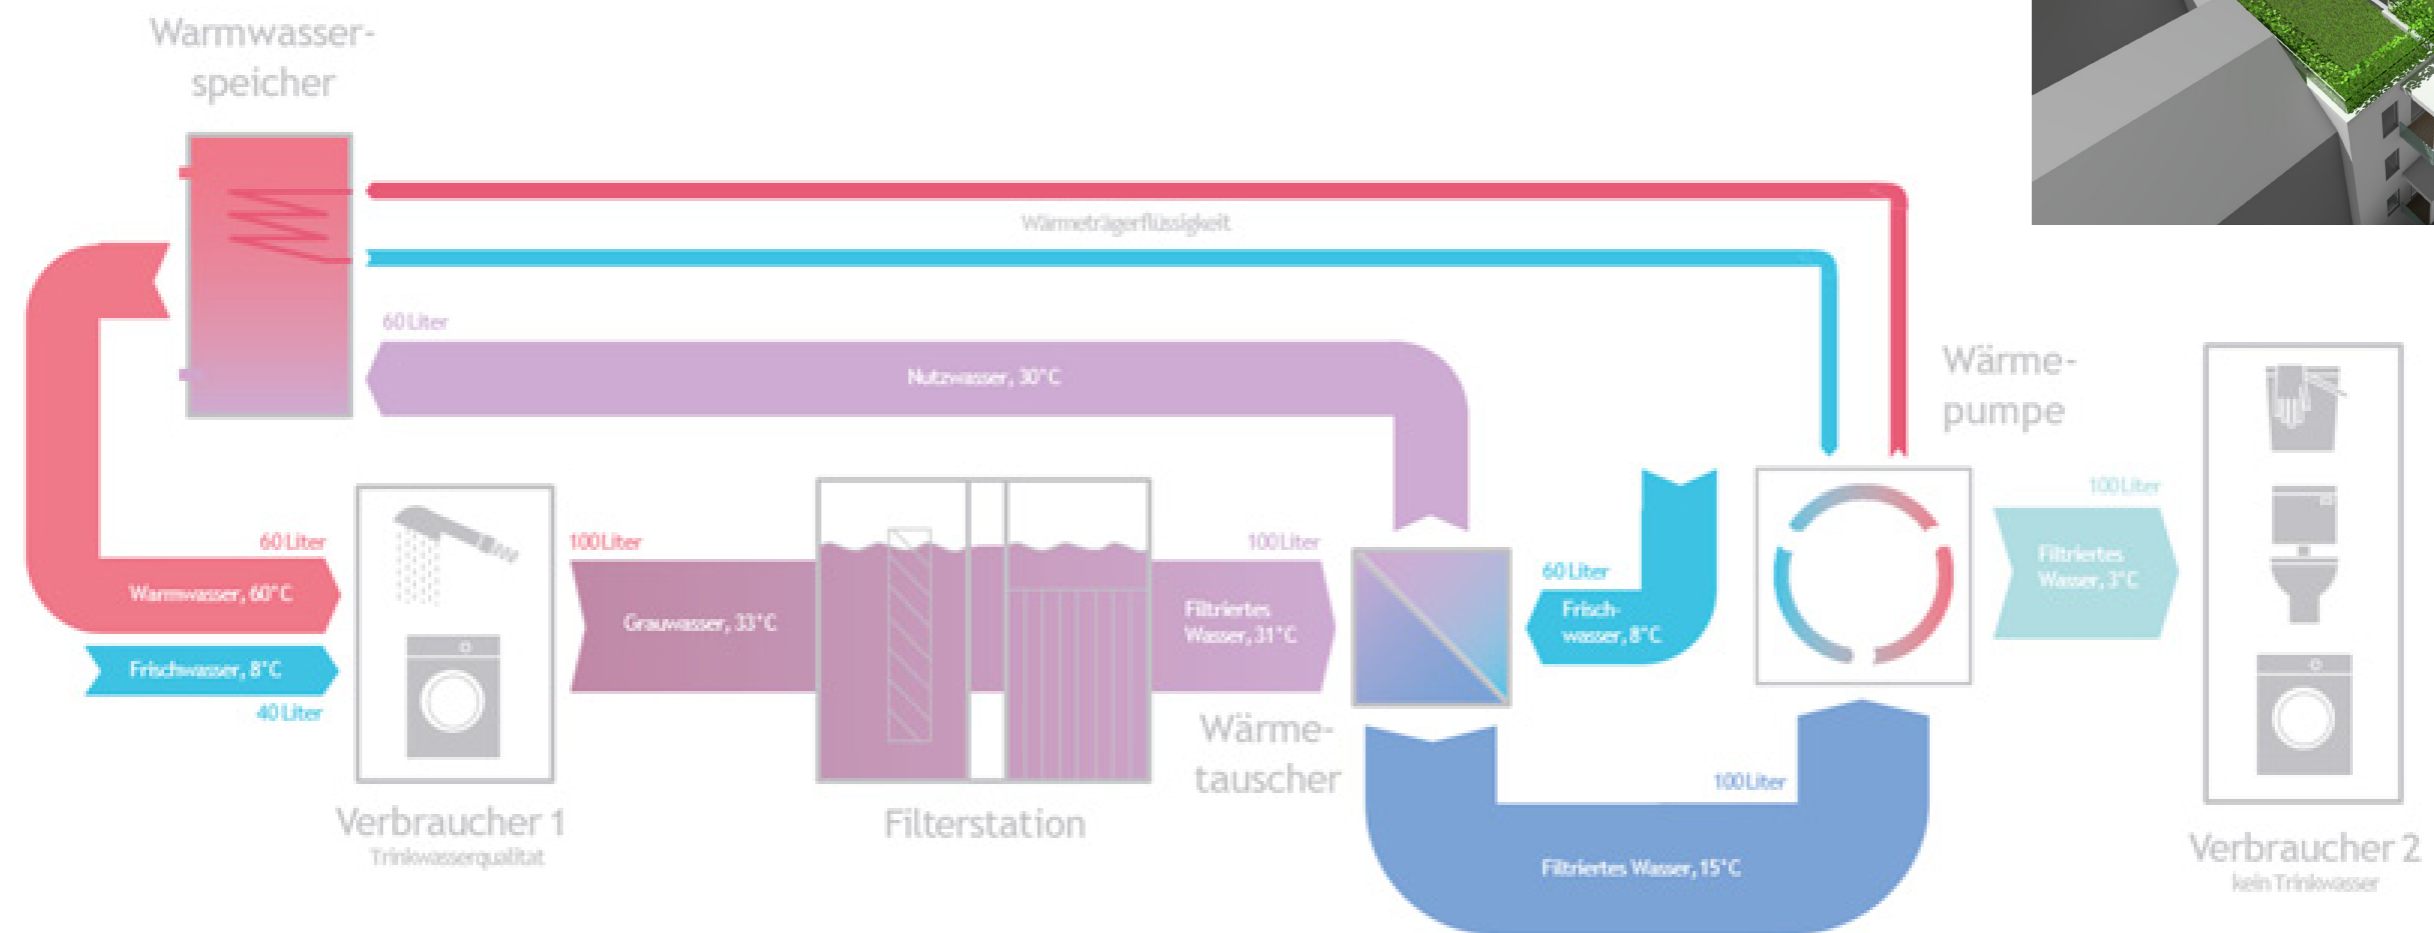 Warmwasser-
speicher
Wärmeträgerflüssigkeit
60 Liter
Nutzwasser, 30°C
Wärme-
pumpe
60 Liter
Warmwasser, 60°C
Frischwasser, 8°C
40 Liter
Verbraucher 1
Trinkwasserqualitat
100 Liter
Grauwasser, 33°C
Filterstation
100 Liter
Filtriertes
Wasser, 31°C
Wärme-
tauscher
60 Liter
Frisch-
wasser, 8°C
100 Liter
Filtriertes Wasser, 15°C
100 Liter
Filtriertes
Wasser, 3°C
Verbraucher 2
kein Trinkwasser